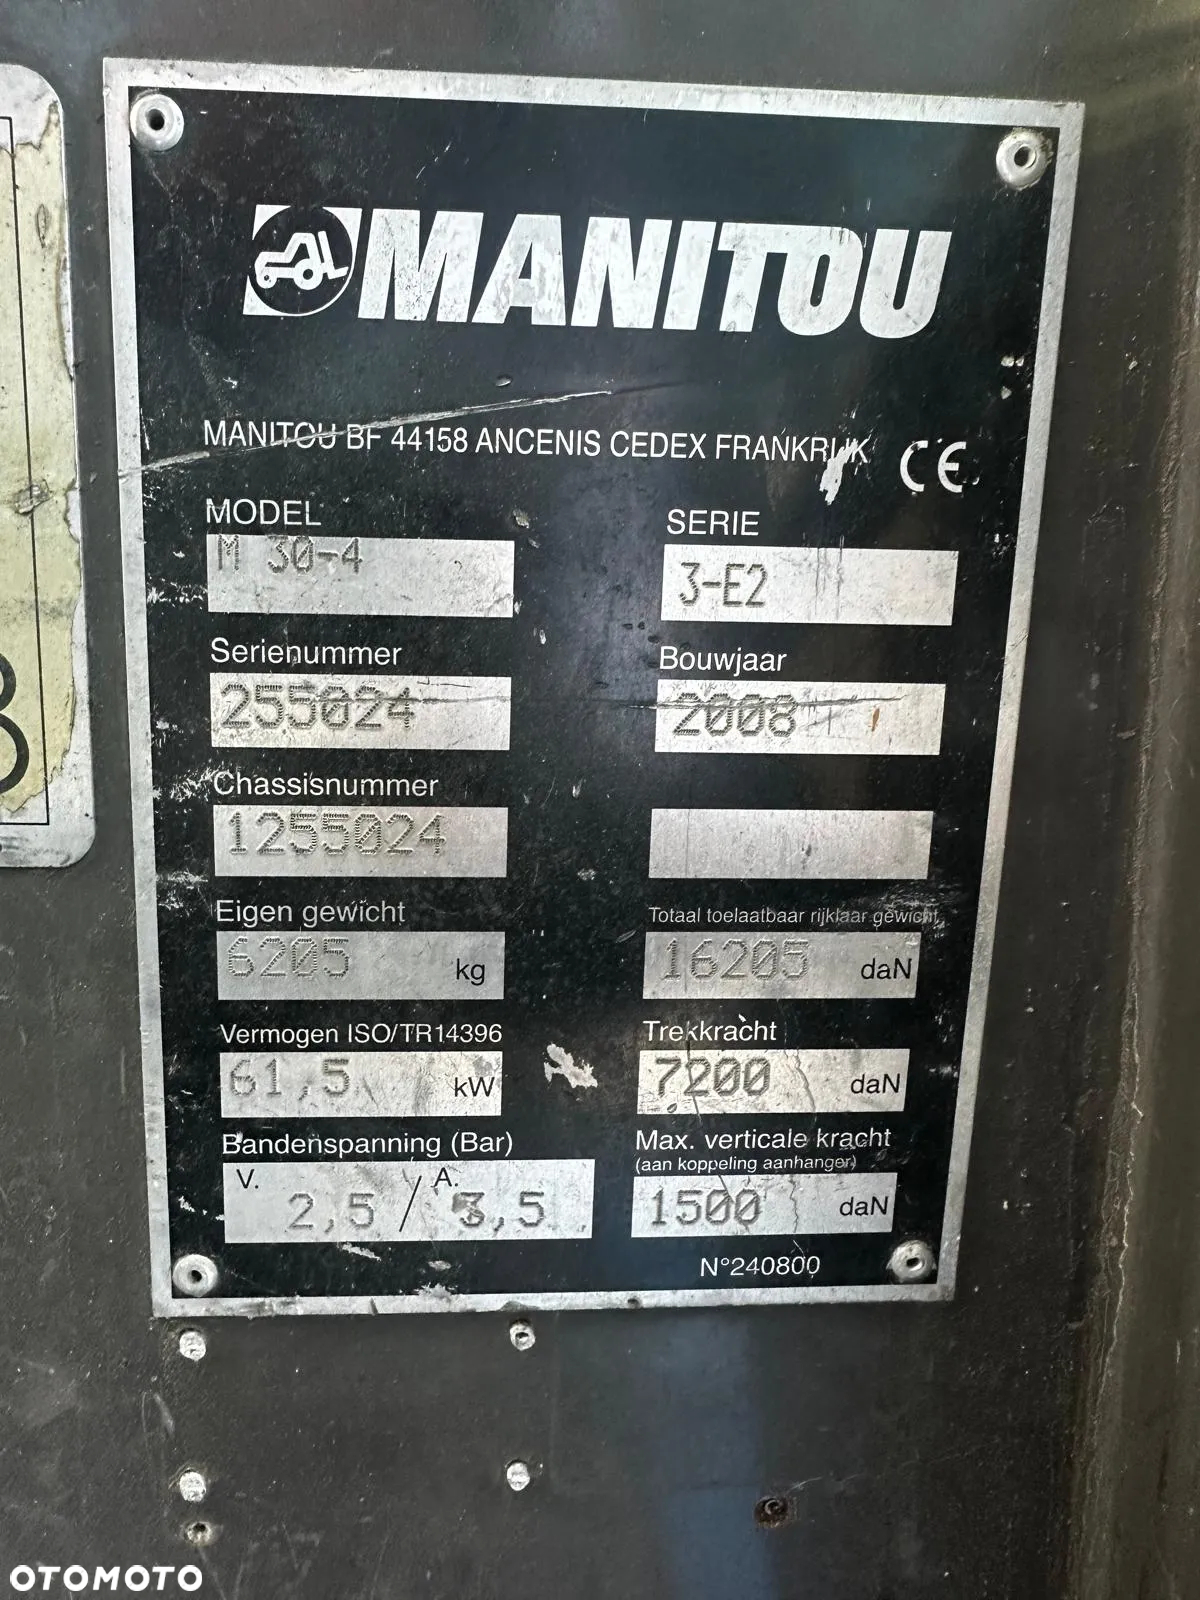 MANITOU
MANITOU BF 44158 ANCENIS CEDEX FRANKRIJK CE
MODEL
M 30-4
SERIE
3-E2
Serienummer
255024
Bouwjaar
2008
Chassisnummer
1255024
Eigen gewicht
6205 kg
Totaal toelaatbaar rijklaar gewicht
16205 daN
Vermogen ISO/TR14396
61,5 kW
Trekkracht
7200 daN
Bandenspanning (Bar)
V. 2,5 / A. 3,5
Max. verticale kracht
(aan koppeling aanhanger)
1500 daN
N°240800
OTOMOTO